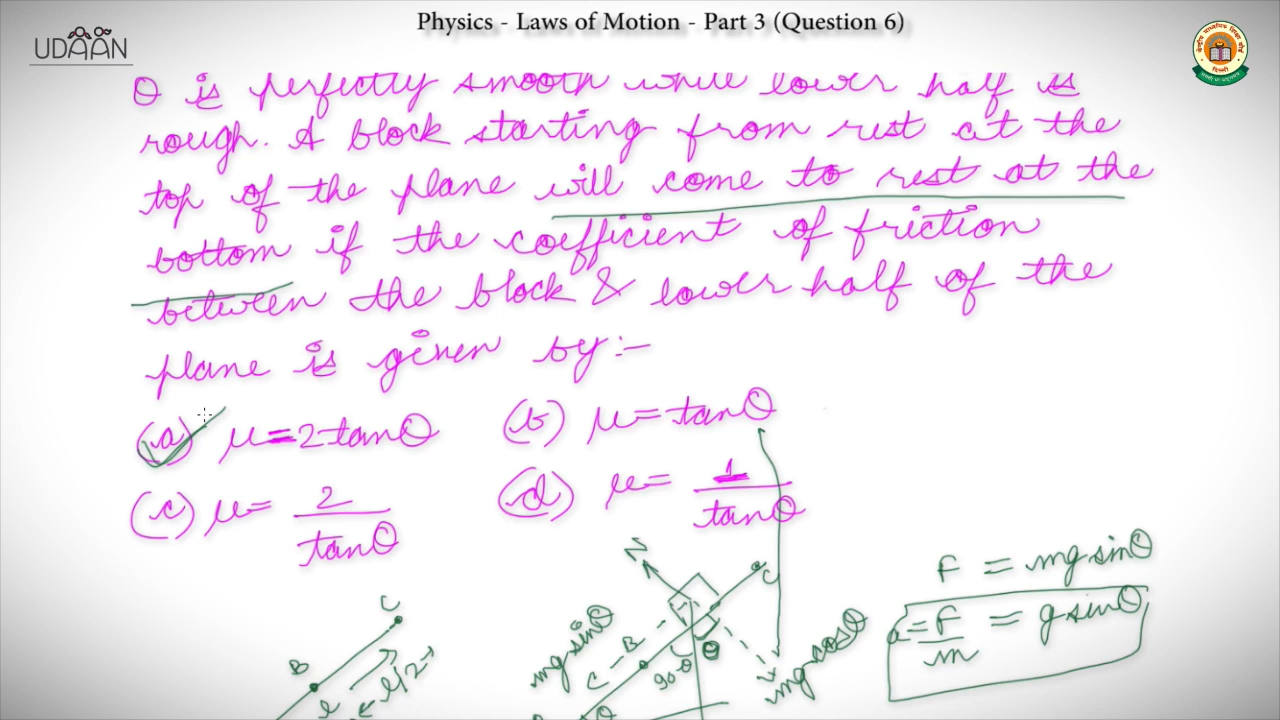 Physics - Laws of Motion - Part 3 (Question 6)
UDAAN
θ is perfectly smooth while lower half is
rough. A block starting from rest at the
top of the plane will come to rest at the
bottom if the coefficient of friction
between the block & lower half of the
plane is given by:-
(a) μ=2tanθ (b) μ=tanθ
(c) μ= 2/tanθ (d) μ= 1/tanθ
N
C
F = mg sinθ
a = F/m = g sinθ
C
B
l/2
l
mg sinθ
C - B
90-θ
θ
mg cosθ
θ